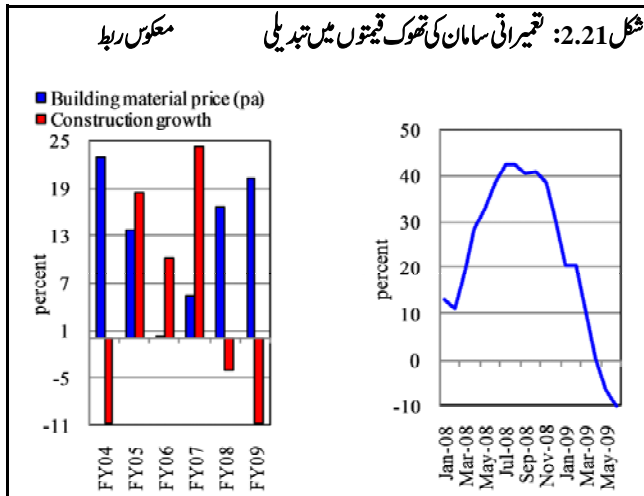 شکل 2.21: تعمیراتی سامان کی تھوک قیمتوں میں تبدیلی معکوس ربط
Building material price (pa)
Construction growth
percent
25
19
13
7
1
-5
-11
FY04
FY05
FY06
FY07
FY08
FY09
percent
50
40
30
20
10
0
-10
Jan-08
Mar-08
May-08
Jul-08
Sep-08
Nov-08
Jan-09
Mar-09
May-09